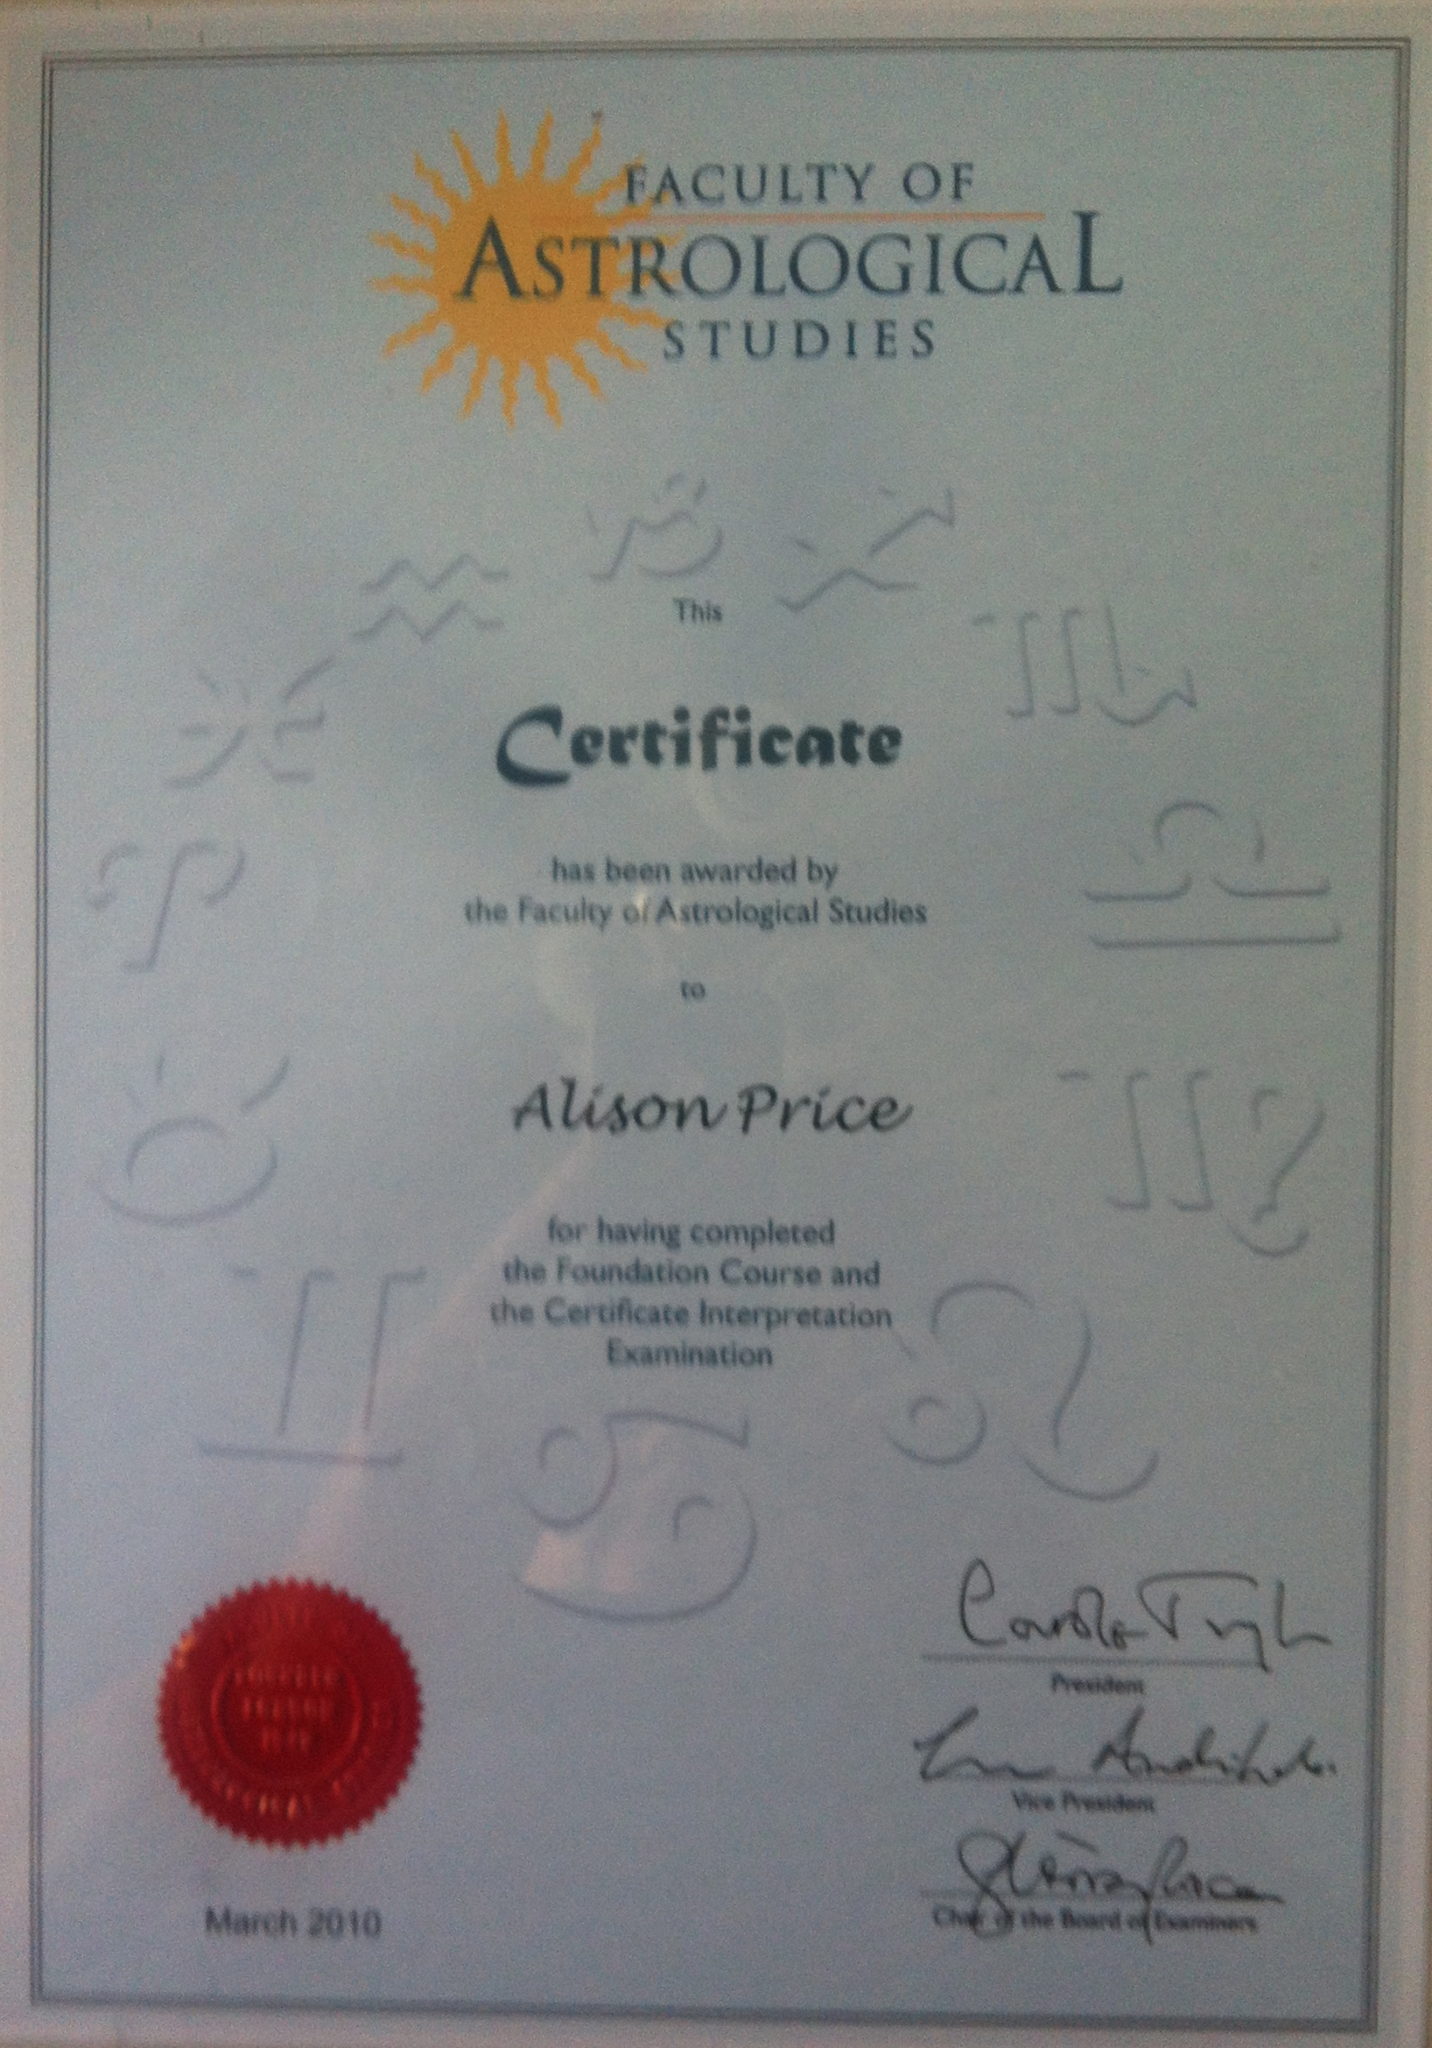 FACULTY OF
ASTROLOGICAL
STUDIES
This
Certificate
has been awarded by
the Faculty of Astrological Studies
to
Alison Price
for having completed
the Foundation Course and
the Certificate Interpretation
Examination
President
Vice President
Chair of the Board of Examiners
March 2010